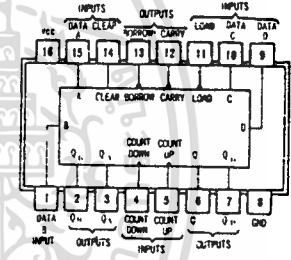 INPUTS
OUTPUTS
INPUTS
DATA A
CLEAR
BORROW
CARRY
LOAD
DATA C
DATA D
VCC
16 15 14 13 12 11 10 9
A CLEAR BORROW CARRY LOAD C
B
D
COUNT DOWN
COUNT UP
1 2 3 4 5 6 7 8
DATA
B
INPUT
COUNT DOWN
COUNT UP
GND
OUTPUTS
INPUTS
OUTPUTS